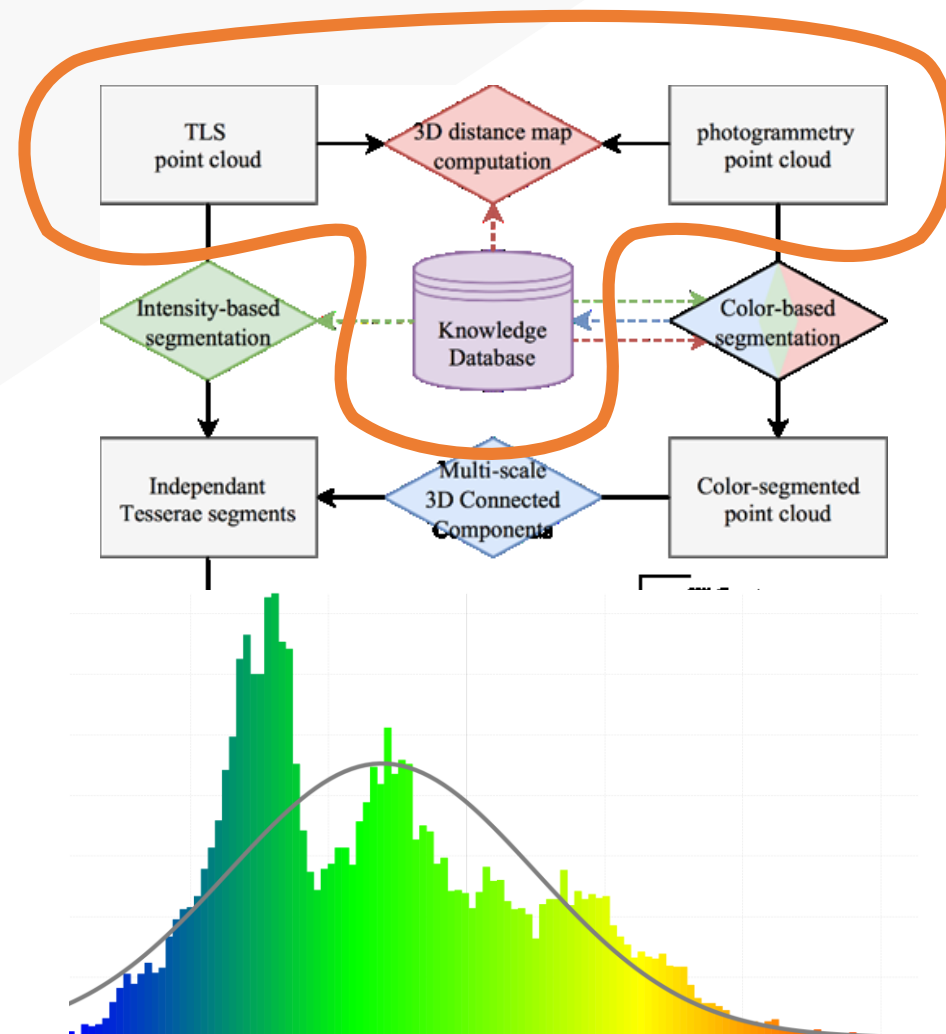 TLS
point cloud
3D distance map
computation
photogrammetry
point cloud
Intensity-based
segmentation
Knowledge
Database
Color-based
segmentation
Independant
Tesserae segments
Multi-scale
3D Connected
Components
Color-segmented
point cloud